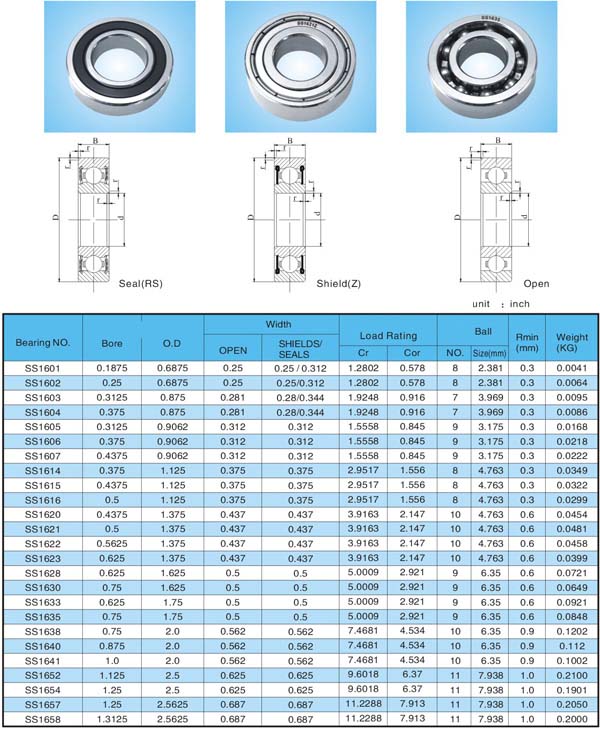 SS16212
SS1635
B
B
B
r
r
r
r
r
r
r
r
r
r
r
r
D
d
D
d
D
d
Seal(RS)
Shield(Z)
Open
unit : inch
Bearing NO. Bore O.D Width Load Rating Ball Rmin (mm) Weight (KG)
OPEN SHIELDS/ SEALS Cr Cor NO. Size(mm)
SS1601 0.1875 0.6875 0.25 0.25 / 0.312 1.2802 0.578 8 2.381 0.3 0.0041
SS1602 0.25 0.6875 0.25 0.25/0.312 1.2802 0.578 8 2.381 0.3 0.0064
SS1603 0.3125 0.875 0.281 0.28/0.344 1.9248 0.916 7 3.969 0.3 0.0095
SS1604 0.375 0.875 0.281 0.28/0.344 1.9248 0.916 7 3.969 0.3 0.0086
SS1605 0.3125 0.9062 0.312 0.312 1.5558 0.845 9 3.175 0.3 0.0168
SS1606 0.375 0.9062 0.312 0.312 1.5558 0.845 9 3.175 0.3 0.0218
SS1607 0.4375 0.9062 0.312 0.312 1.5558 0.845 9 3.175 0.3 0.0222
SS1614 0.375 1.125 0.375 0.375 2.9517 1.556 8 4.763 0.3 0.0349
SS1615 0.4375 1.125 0.375 0.375 2.9517 1.556 8 4.763 0.3 0.0322
SS1616 0.5 1.125 0.375 0.375 2.9517 1.556 8 4.763 0.3 0.0299
SS1620 0.4375 1.375 0.437 0.437 3.9163 2.147 10 4.763 0.6 0.0454
SS1621 0.5 1.375 0.437 0.437 3.9163 2.147 10 4.763 0.6 0.0481
SS1622 0.5625 1.375 0.437 0.437 3.9163 2.147 10 4.763 0.6 0.0458
SS1623 0.625 1.375 0.437 0.437 3.9163 2.147 10 4.763 0.6 0.0399
SS1628 0.625 1.625 0.5 0.5 5.0009 2.921 9 6.35 0.6 0.0721
SS1630 0.75 1.625 0.5 0.5 5.0009 2.921 9 6.35 0.6 0.0649
SS1633 0.625 1.75 0.5 0.5 5.0009 2.921 9 6.35 0.6 0.0921
SS1635 0.75 1.75 0.5 0.5 5.0009 2.921 9 6.35 0.6 0.0848
SS1638 0.75 2.0 0.562 0.562 7.4681 4.534 10 6.35 0.9 0.1202
SS1640 0.875 2.0 0.562 0.562 7.4681 4.534 10 6.35 0.9 0.112
SS1641 1.0 2.0 0.562 0.562 7.4681 4.534 10 6.35 0.9 0.1002
SS1652 1.125 2.5 0.625 0.625 9.6018 6.37 11 7.938 1.0 0.2100
SS1654 1.25 2.5 0.625 0.625 9.6018 6.37 11 7.938 1.0 0.1901
SS1657 1.25 2.5625 0.687 0.687 11.2288 7.913 11 7.938 1.0 0.2050
SS1658 1.3125 2.5625 0.687 0.687 11.2288 7.913 11 7.938 1.0 0.2000